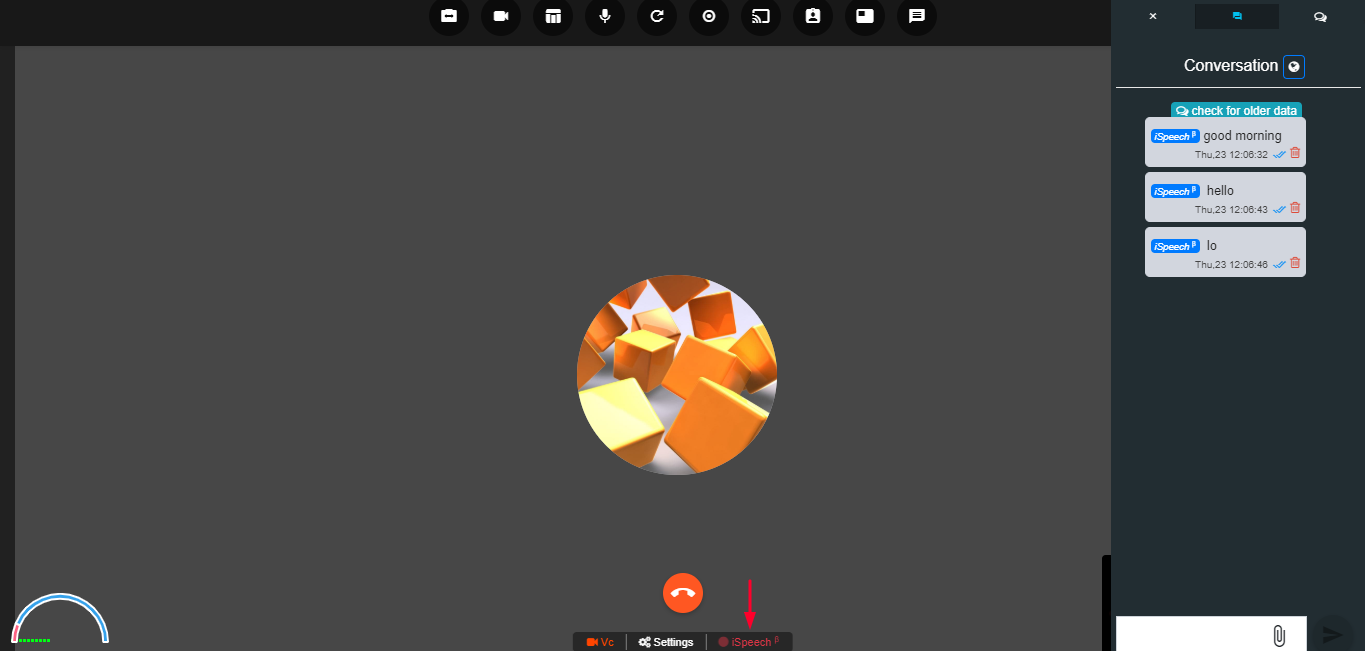 Conversation
check for older data
iSpeech β good morning
Thu,23 12:06:32
iSpeech β hello
Thu,23 12:06:43
iSpeech β lo
Thu,23 12:06:46
Vc Settings iSpeech β